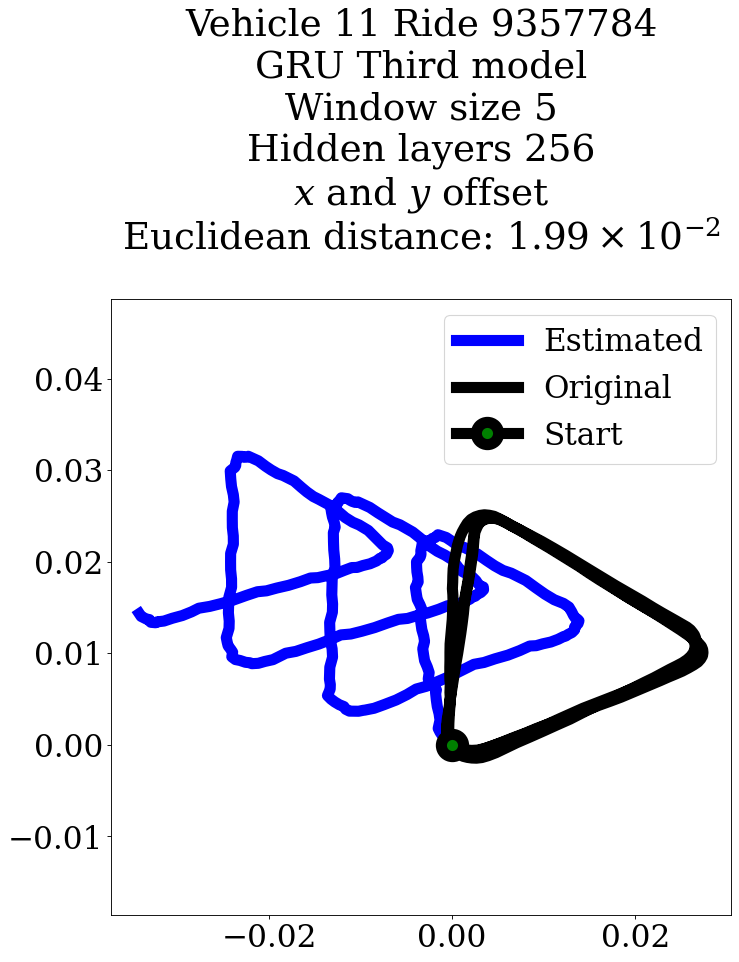 Vehicle 11 Ride 9357784
GRU Third model
Window size 5
Hidden layers 256
x and y offset
Euclidean distance: 1.99 × 10⁻²
Estimated
Original
Start
0.04
0.03
0.02
0.01
0.00
−0.01
−0.02 0.00 0.02